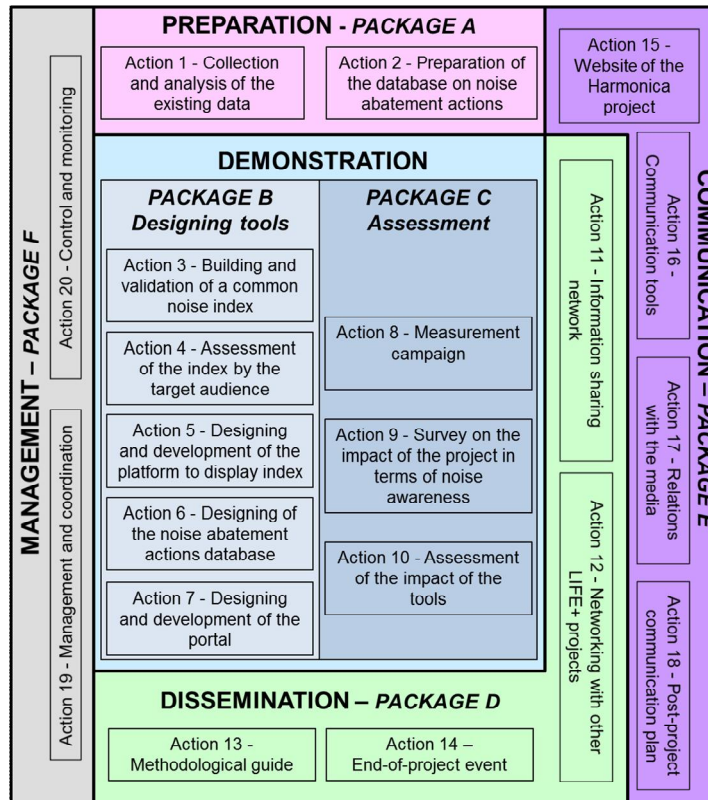 PREPARATION - PACKAGE A
Action 1 - Collection
and analysis of the
existing data
Action 2 - Preparation of
the database on noise
abatement actions
Action 15 -
Website of the
Harmonica
project
DEMONSTRATION
PACKAGE B
Designing tools
Action 3 - Building and
validation of a common
noise index
Action 4 - Assessment
of the index by the
target audience
Action 5 - Designing
and development of the
platform to display index
Action 6 - Designing of
the noise abatement
actions database
Action 7 - Designing
and development of the
portal
PACKAGE C
Assessment
Action 8 - Measurement
campaign
Action 9 - Survey on the
impact of the project in
terms of noise
awareness
Action 10 - Assessment
of the impact of the
tools
DISSEMINATION – PACKAGE D
Action 13 -
Methodological guide
Action 14 –
End-of-project event
Action 11 - Information sharing
network
Action 12 - Networking with other
LIFE+ projects
COMMUNICATION – PACKAGE E
Action 16 -
Communication tools
Action 17 - Relations
with the media
Action 18 - Post-project
communication plan
MANAGEMENT – PACKAGE F
Action 20 - Control and monitoring
Action 19 - Management and coordination